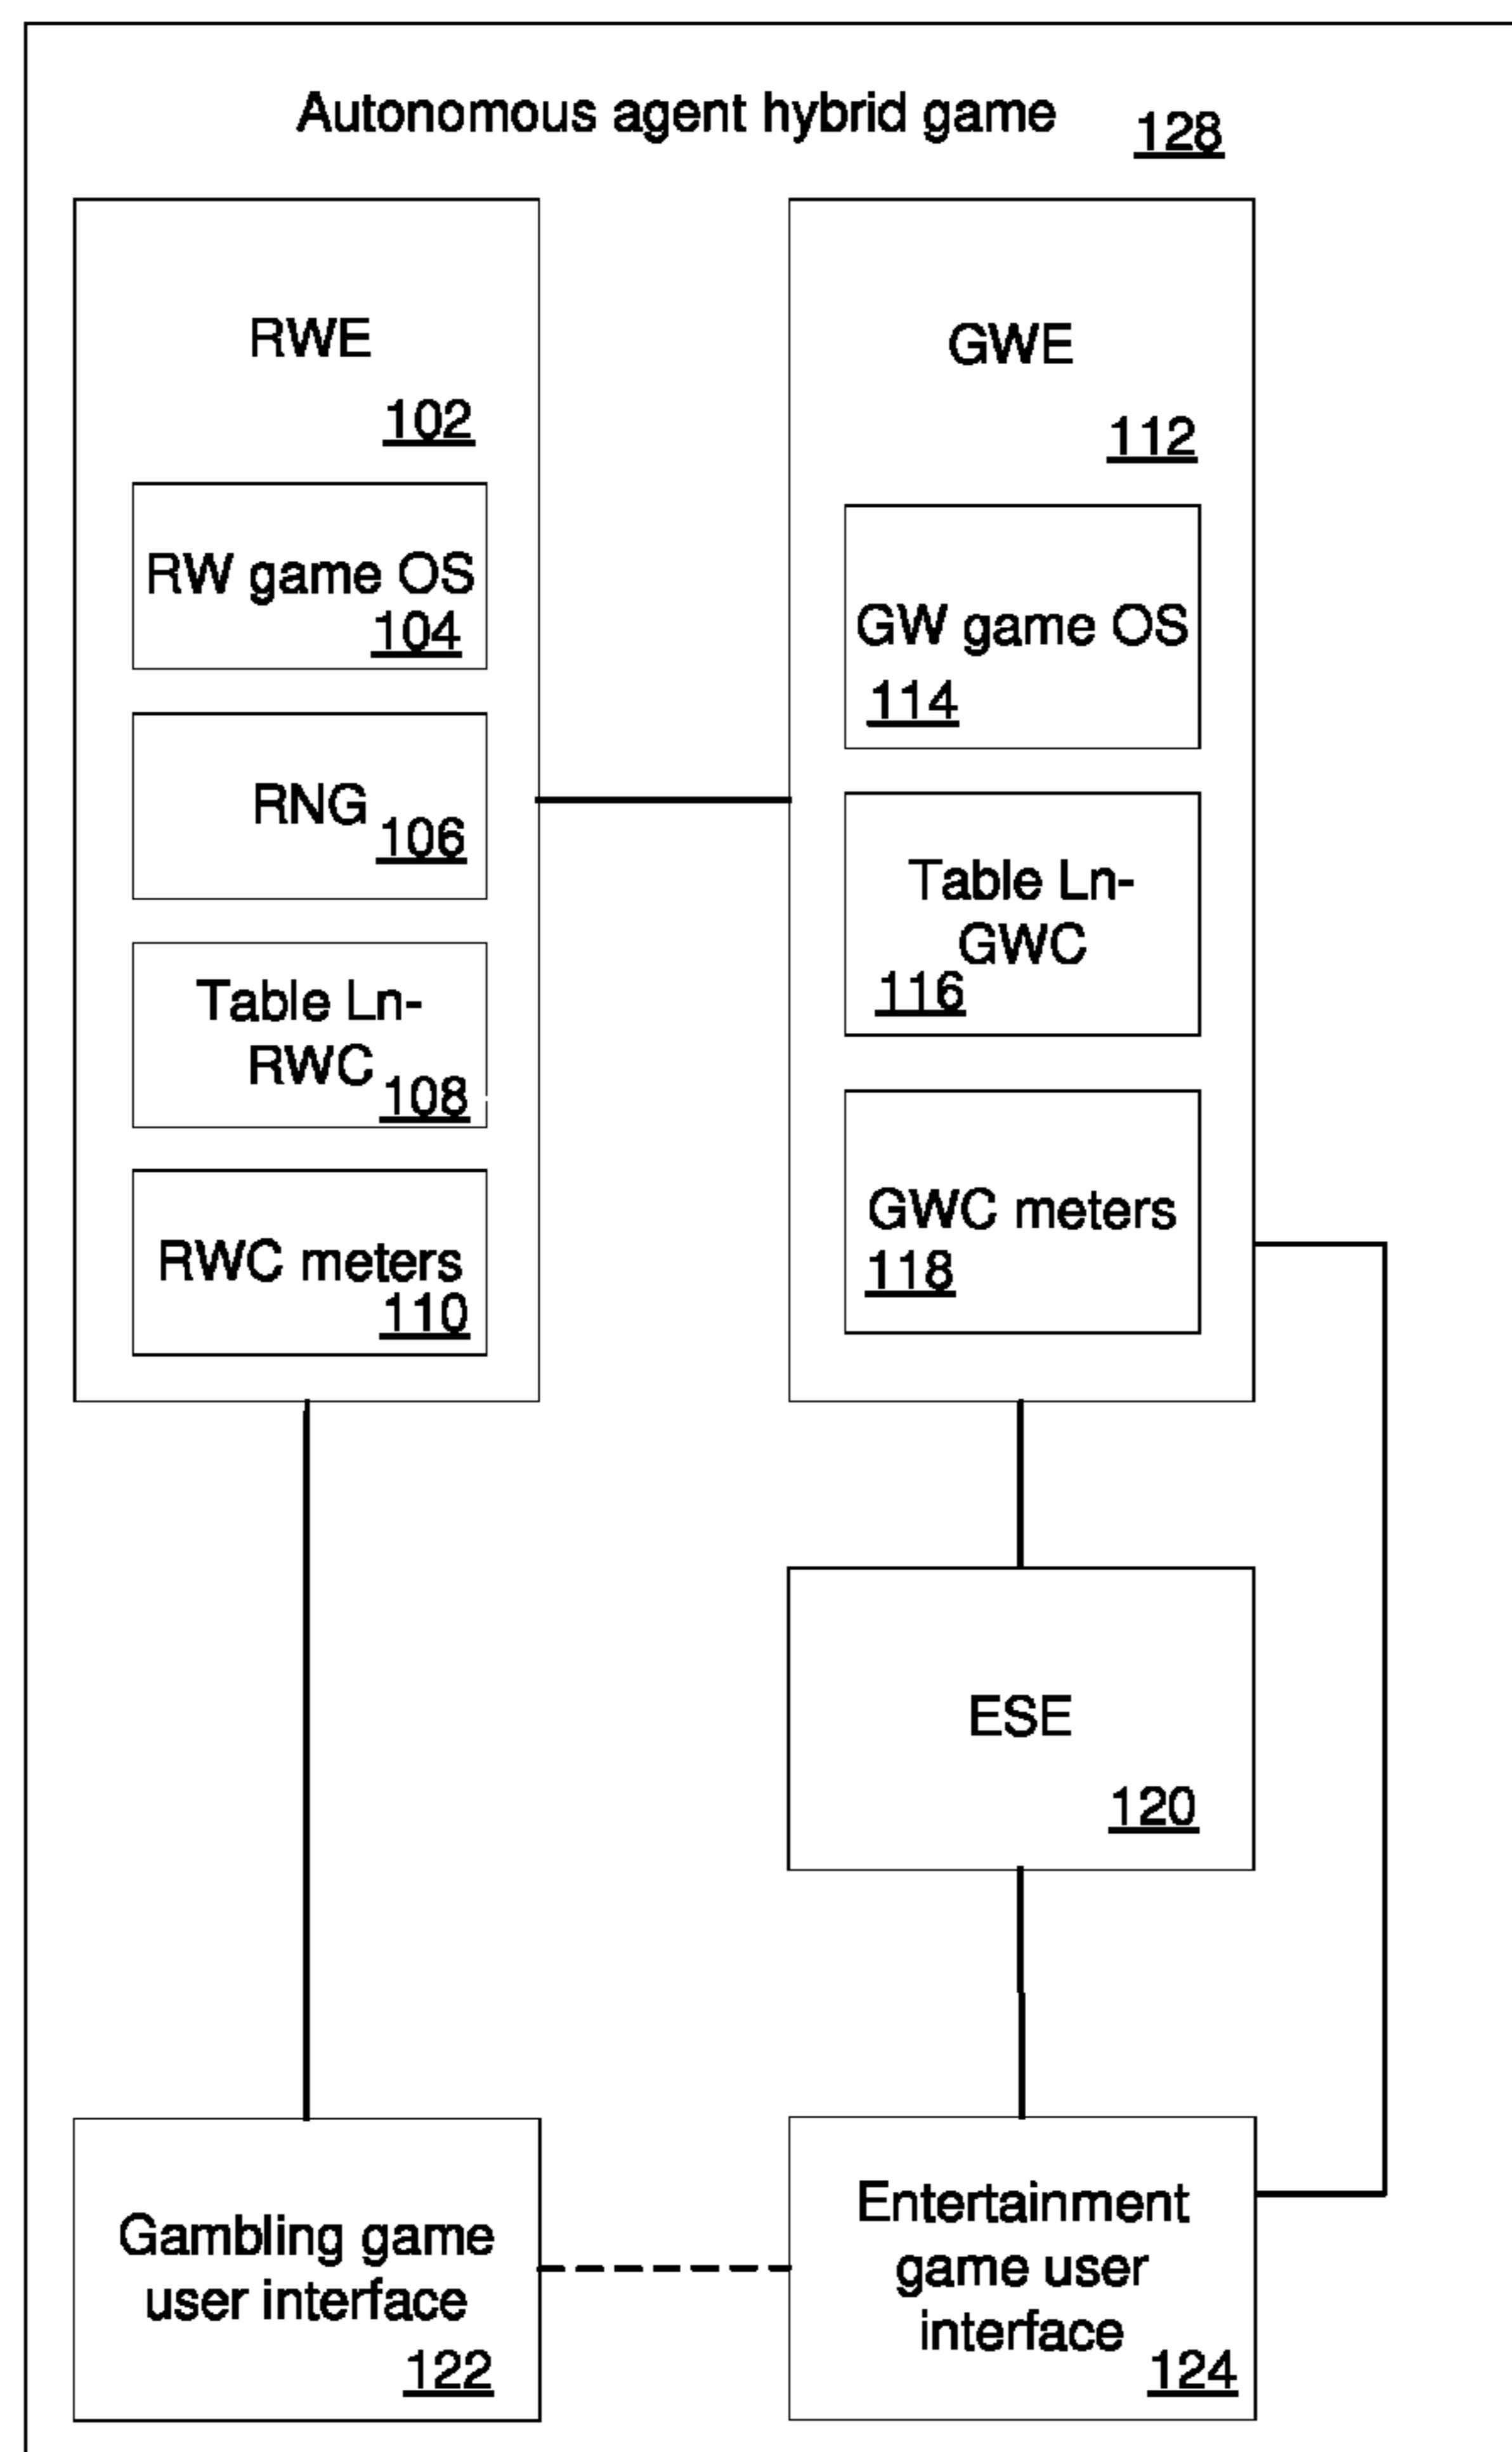 Autonomous agent hybrid game 128
RWE
102
RW game OS
104
RNG
106
Table Ln-
RWC
108
RWC meters
110
GWE
112
GW game OS
114
Table Ln-
GWC
116
GWC meters
118
ESE
120
Gambling game
user interface
122
Entertainment
game user
interface
124